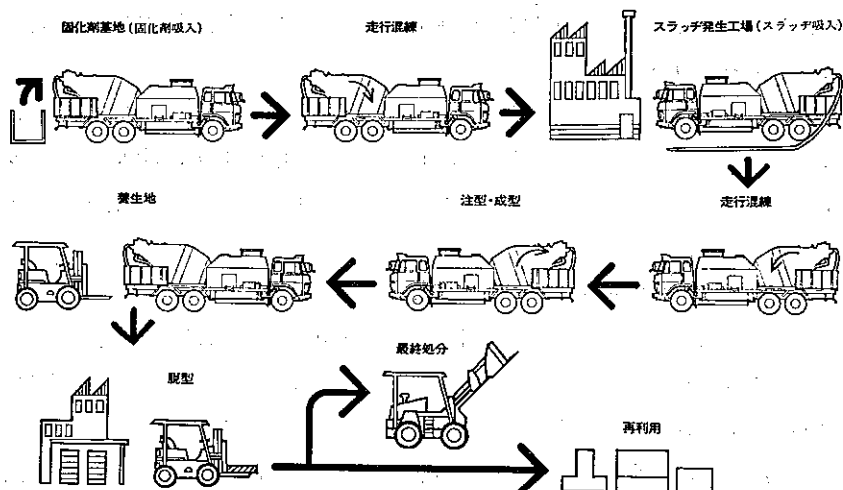 固化剤基地(固化剤吸入)
走行混練
スラッヂ発生工場(スラッヂ吸入)
養生地
注型・成型
走行混練
脱型
最終処分
再利用